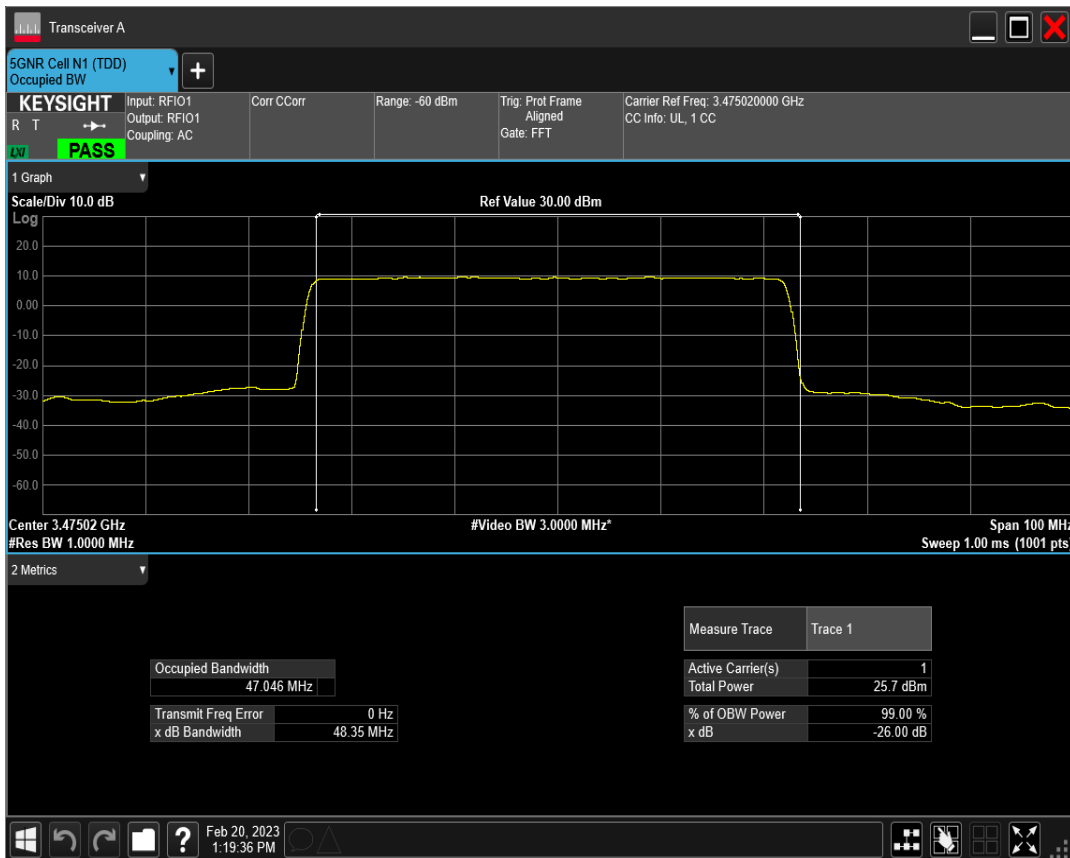 Transceiver A
5GNR Cell N1 (TDD)
Occupied BW
+
KEYSIGHT
R T
LXI
PASS
Input: RFIO1
Output: RFIO1
Coupling: AC
Corr CCorr
Range: -60 dBm
Trig: Prot Frame
Aligned
Gate: FFT
Carrier Ref Freq: 3.475020000 GHz
CC Info: UL, 1 CC
1 Graph
Scale/Div 10.0 dB
Ref Value 30.00 dBm
Log
20.0
10.0
0.00
-10.0
-20.0
-30.0
-40.0
-50.0
-60.0
Center 3.47502 GHz
#Video BW 3.0000 MHz*
Span 100 MHz
#Res BW 1.0000 MHz
Sweep 1.00 ms (1001 pts)
2 Metrics
Measure Trace Trace 1
Occupied Bandwidth
47.046 MHz
Active Carrier(s) 1
Total Power 25.7 dBm
Transmit Freq Error 0 Hz
x dB Bandwidth 48.35 MHz
% of OBW Power 99.00 %
x dB -26.00 dB
?
Feb 20, 2023
1:19:36 PM